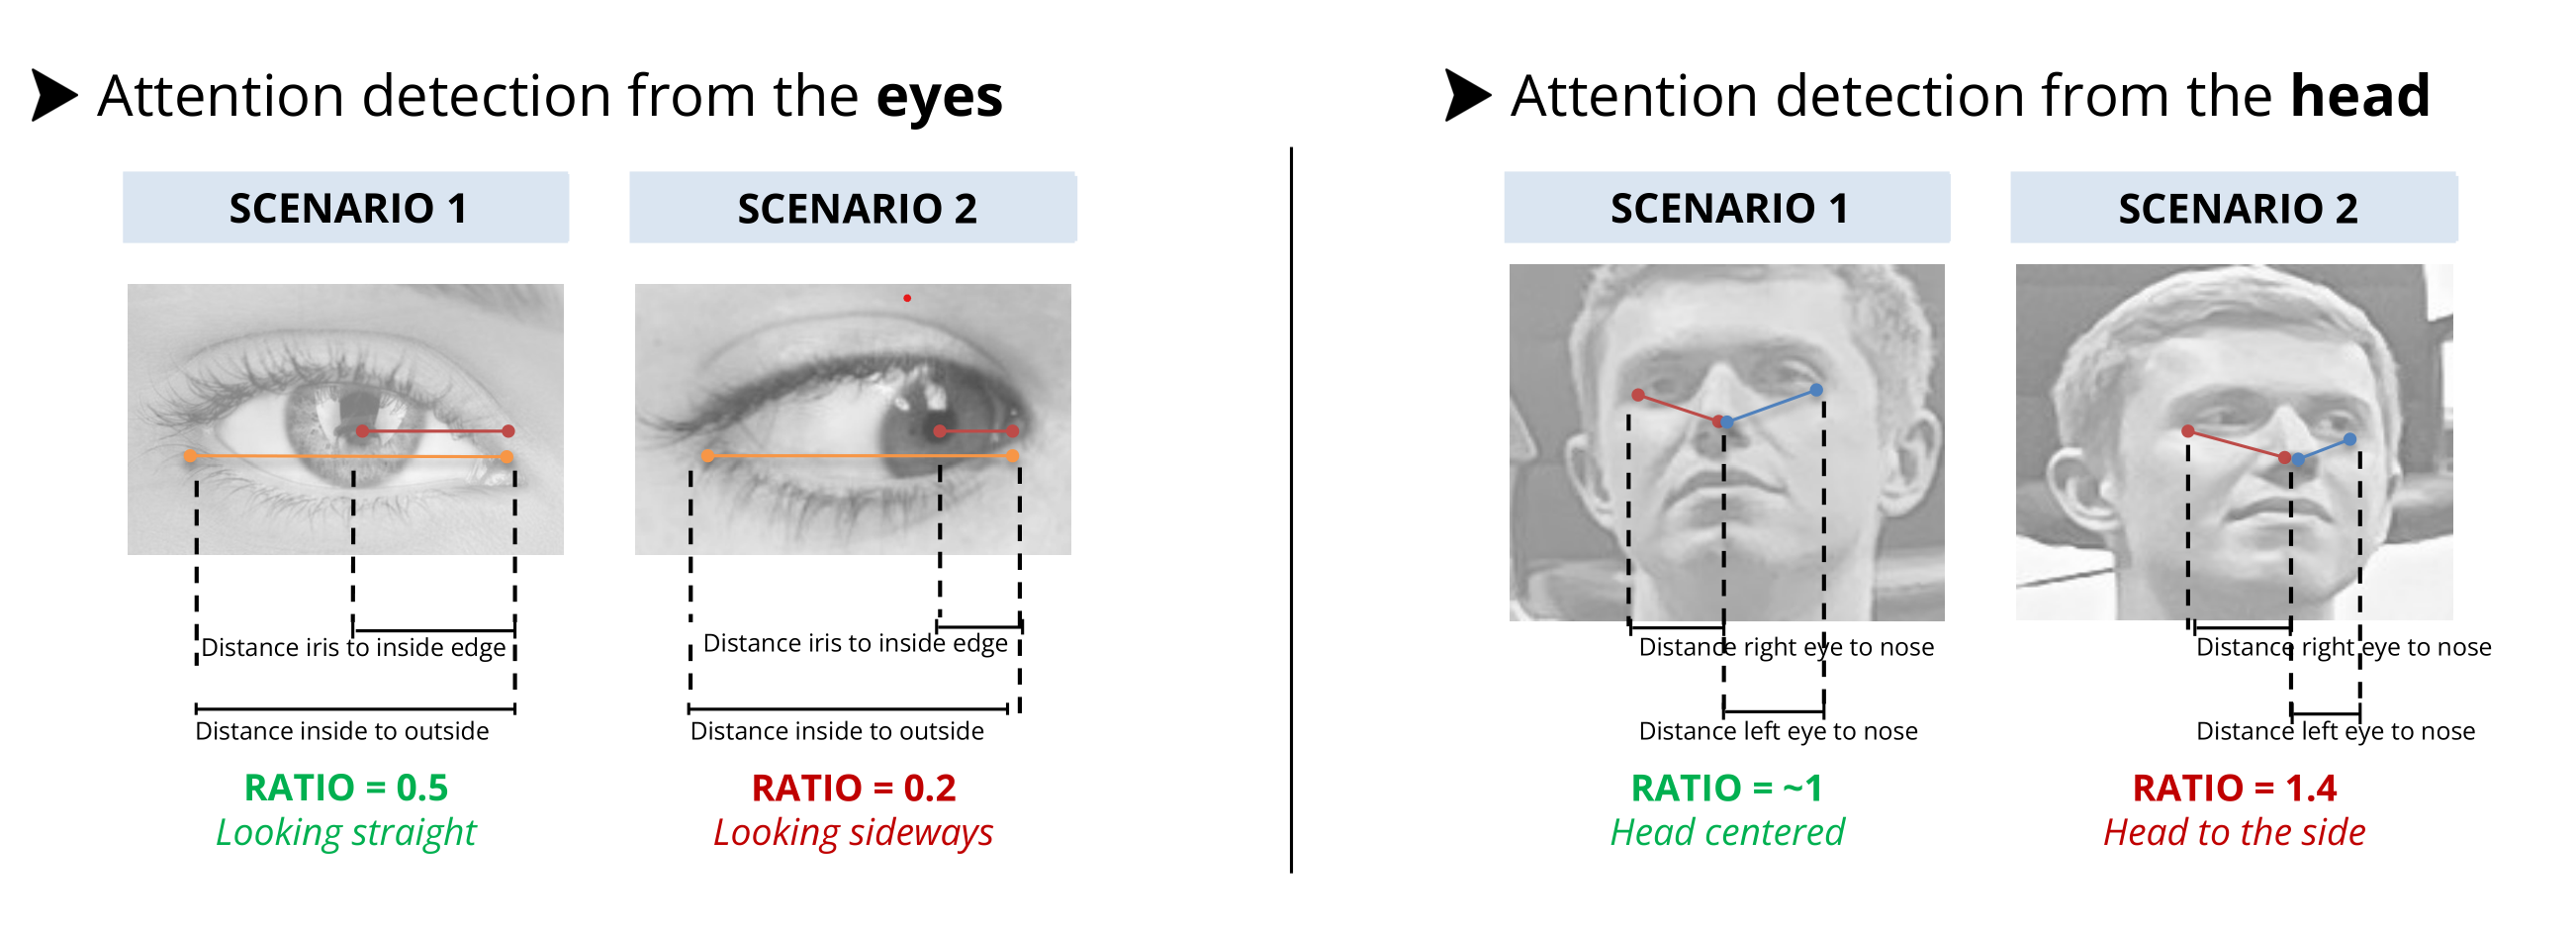 Attention detection from the eyes
SCENARIO 1
SCENARIO 2
Distance iris to inside edge
Distance iris to inside edge
Distance inside to outside
Distance inside to outside
RATIO = 0.5
Looking straight
RATIO = 0.2
Looking sideways
Attention detection from the head
SCENARIO 1
SCENARIO 2
Distance right eye to nose
Distance right eye to nose
Distance left eye to nose
Distance left eye to nose
RATIO = ~1
Head centered
RATIO = 1.4
Head to the side